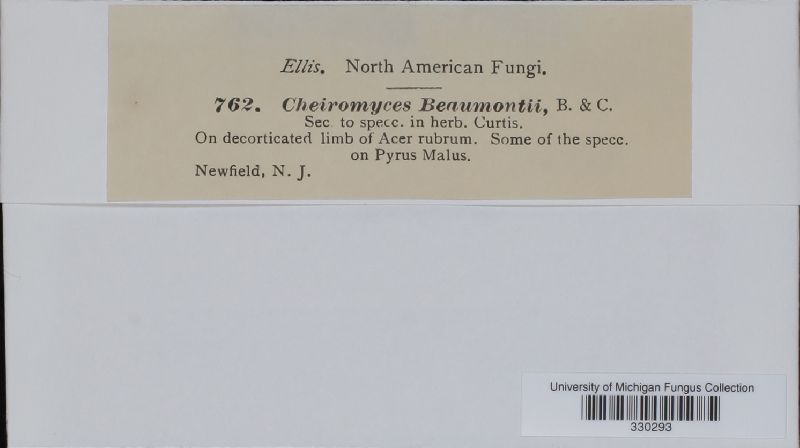 Ellis. North American Fungi.
762. Cheiromyces Beaumontii, B. & C.
Sec to specc. in herb. Curtis.
On decorticated limb of Acer rubrum. Some of the specc.
on Pyrus Malus.
Newfield, N. J.
University of Michigan Fungus Collection
330293